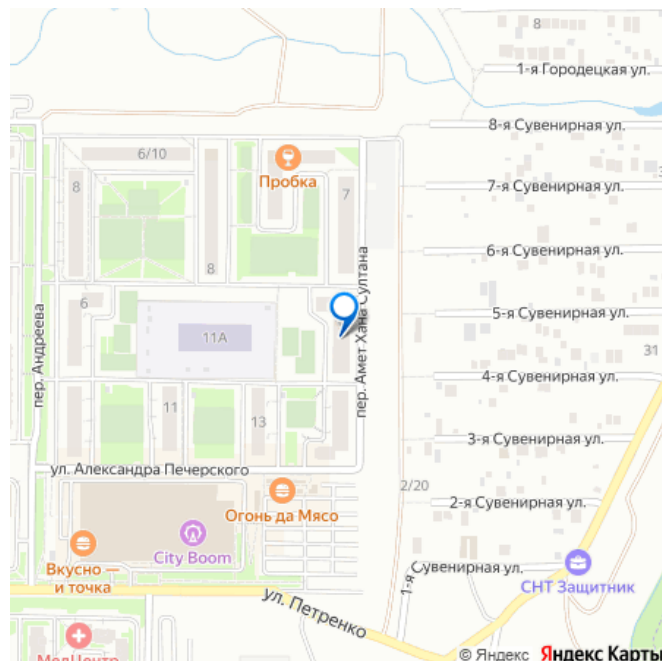 8
1-я Городецкая ул.
8-я Сувенирная ул.
6/10
Пробка
7-я Сувенирная ул.
8
7
8
6-я Сувенирная ул.
пер. Андреева
6
11А
пер. Амет Хана Султана
5-я Сувенирная ул.
31
4-я Сувенирная ул.
11
13
3-я Сувенирная ул.
ул. Александра Печерского
2/20
2-я Сувенирная ул.
Огонь да Мясо
City Boom
Вкусно —
и точка
1-я Сувенирная ул.
СНТ Защитник
ул. Петренко
МедЦентр
© Яндекс Яндекс Карты